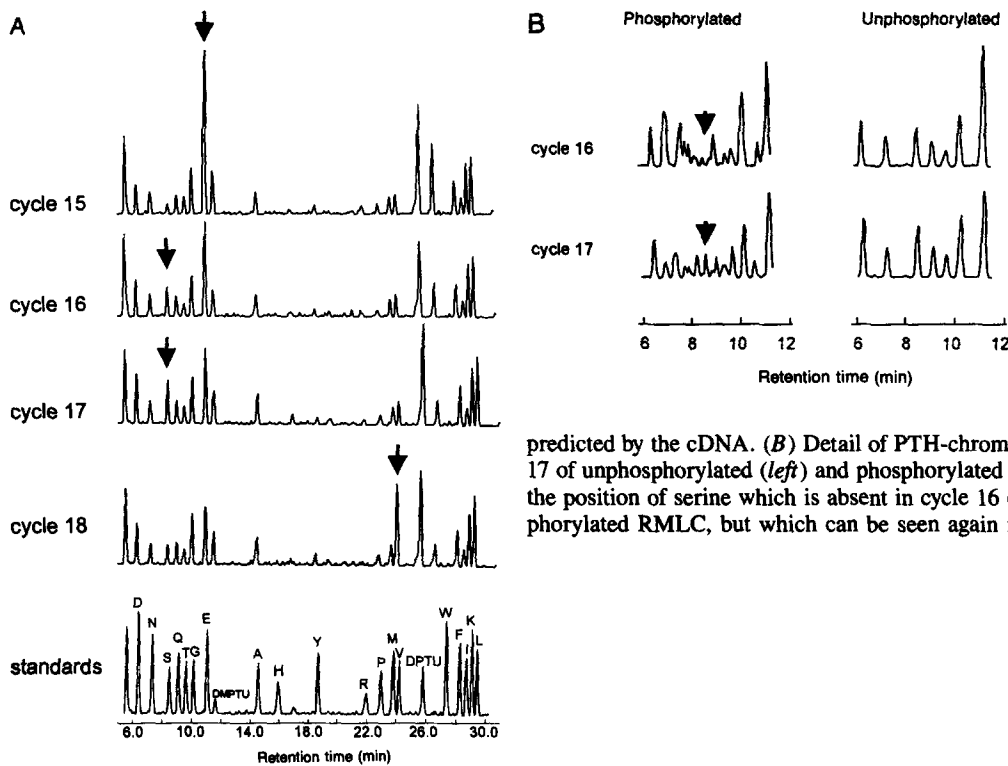 A
cycle 15
cycle 16
cycle 17
cycle 18
standards
D N S Q T G E DMPTU A H Y R P M V DPTU W F I K L
6.0 10.0 14.0 18.0 22.0 26.0 30.0
Retention time (min)
B
Phosphorylated Unphosphorylated
cycle 16
cycle 17
6 8 10 12 6 8 10 12
Retention time (min)
predicted by the cDNA. (B) Detail of PTH-chrom
17 of unphosphorylated (left) and phosphorylated
the position of serine which is absent in cycle 16
phorylated RMLC, but which can be seen again